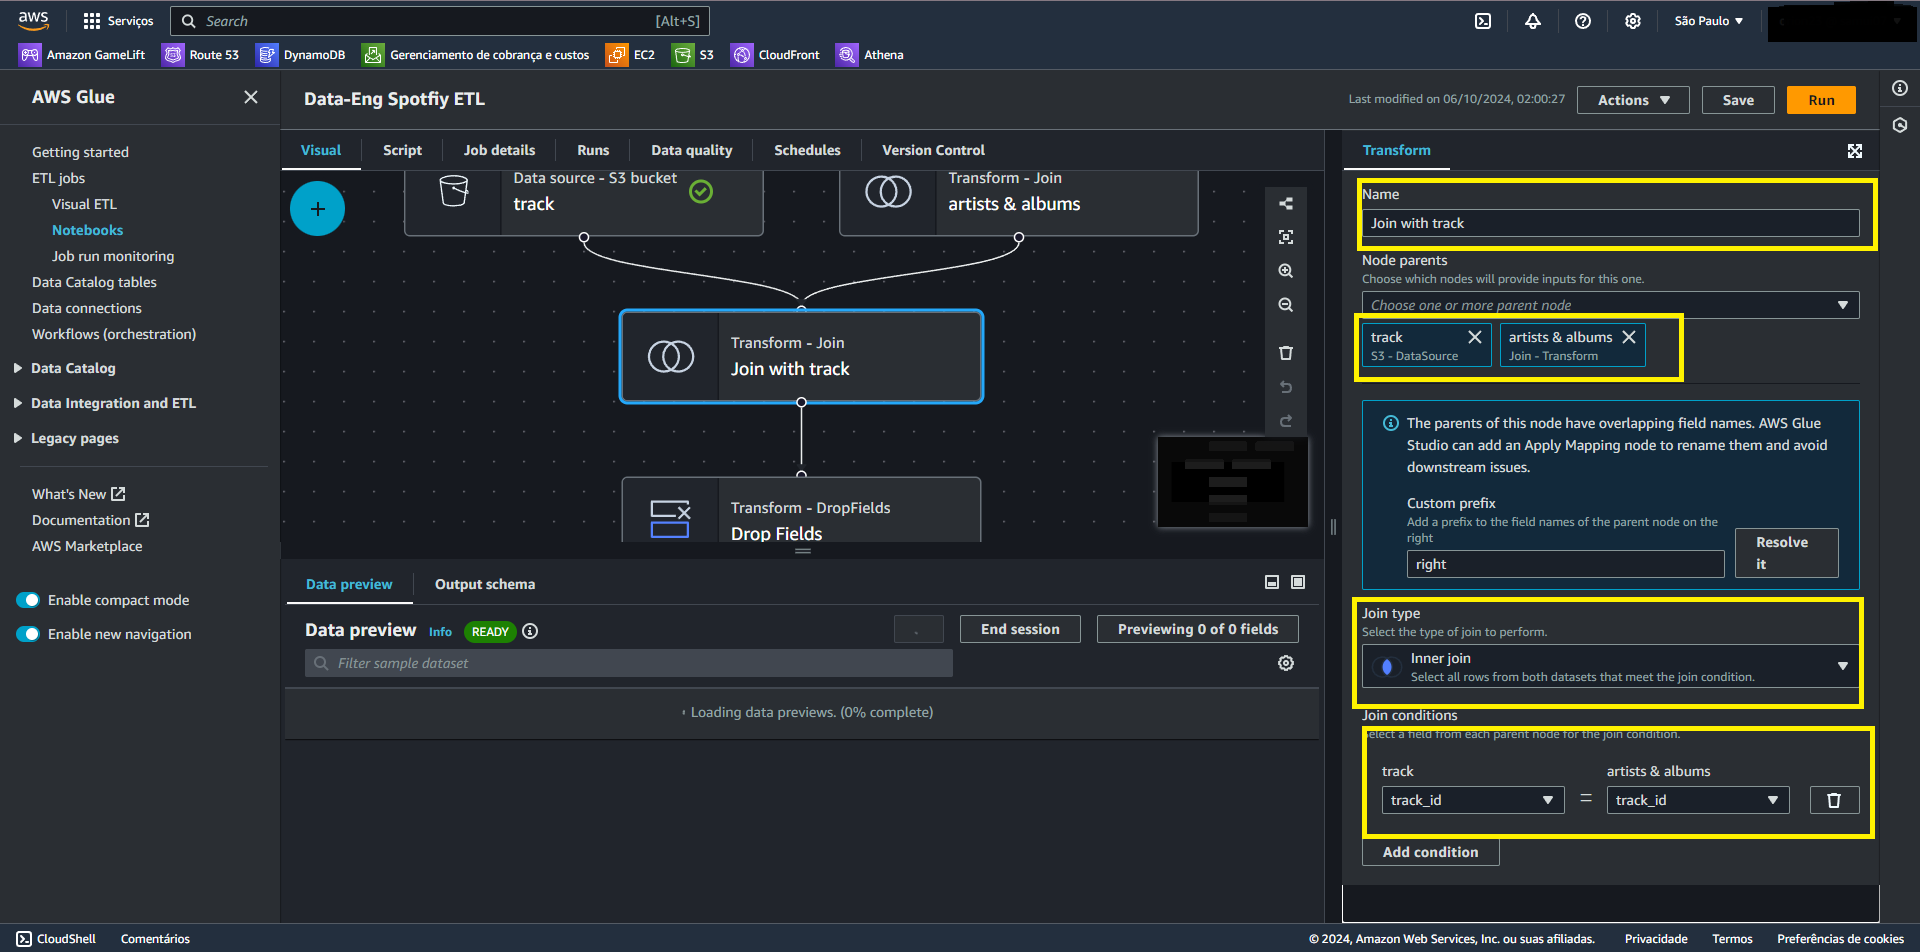 aws
Serviços
Search
[Alt+S]
São Paulo
Amazon GameLift
Route 53
DynamoDB
Gerenciamento de cobrança e custos
EC2
S3
CloudFront
Athena
AWS Glue
Getting started
ETL jobs
Visual ETL
Notebooks
Job run monitoring
Data Catalog tables
Data connections
Workflows (orchestration)
Data Catalog
Data Integration and ETL
Legacy pages
What's New
Documentation
AWS Marketplace
Enable compact mode
Enable new navigation
Data-Eng Spotfiy ETL
Last modified on 06/10/2024, 02:00:27
Actions
Save
Run
Visual
Script
Job details
Runs
Data quality
Schedules
Version Control
Data source - S3 bucket
track
Transform - Join
artists & albums
Transform - Join
Join with track
Transform - DropFields
Drop Fields
Data preview
Output schema
Data preview
Info
READY
End session
Previewing 0 of 0 fields
Filter sample dataset
Loading data previews. (0% complete)
Transform
Name
Join with track
Node parents
Choose which nodes will provide inputs for this one.
Choose one or more parent node
track
S3 - DataSource
artists & albums
Join - Transform
The parents of this node have overlapping field names. AWS Glue
Studio can add an Apply Mapping node to rename them and avoid
downstream issues.
Custom prefix
Add a prefix to the field names of the parent node on the
right
right
Resolve
it
Join type
Select the type of join to perform.
Inner join
Select all rows from both datasets that meet the join condition.
Join conditions
Select a field from each parent node for the join condition.
track
artists & albums
track_id
=
track_id
Add condition
CloudShell
Comentários
© 2024, Amazon Web Services, Inc. ou suas afiliadas.
Privacidade
Termos
Preferências de cookies